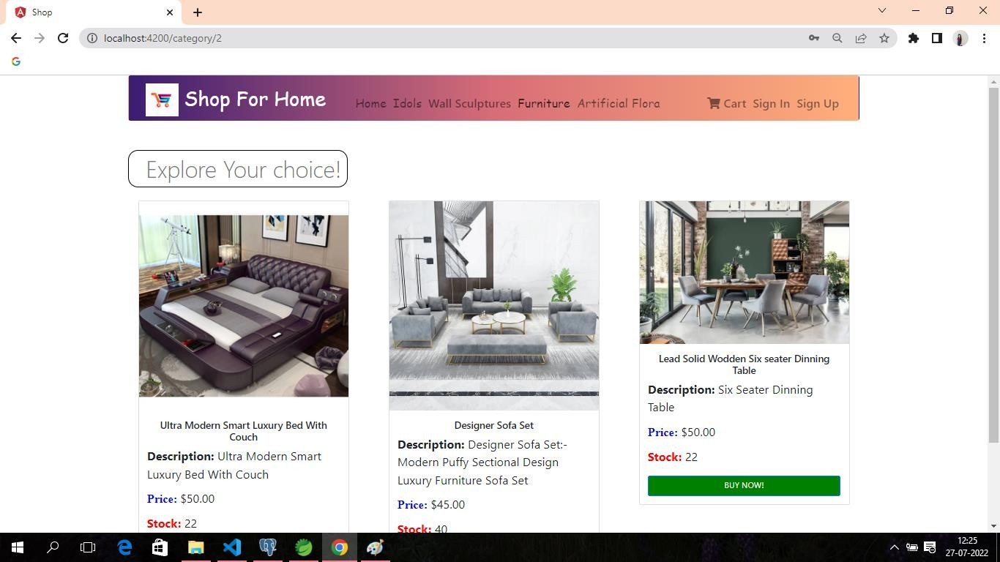 Shop
localhost:4200/category/2
Shop For Home Home Idols Wall Sculptures Furniture Artificial Flora Cart Sign In Sign Up
Explore Your choice!
Ultra Modern Smart Luxury Bed With
Couch
Description: Ultra Modern Smart
Luxury Bed With Couch
Price: $50.00
Stock: 22
Designer Sofa Set
Description: Designer Sofa Set:-
Modern Puffy Sectional Design
Luxury Furniture Sofa Set
Price: $45.00
Stock: 40
Lead Solid Wodden Six seater Dinning
Table
Description: Six Seater Dinning
Table
Price: $50.00
Stock: 22
BUY NOW!
12:25
27-07-2022